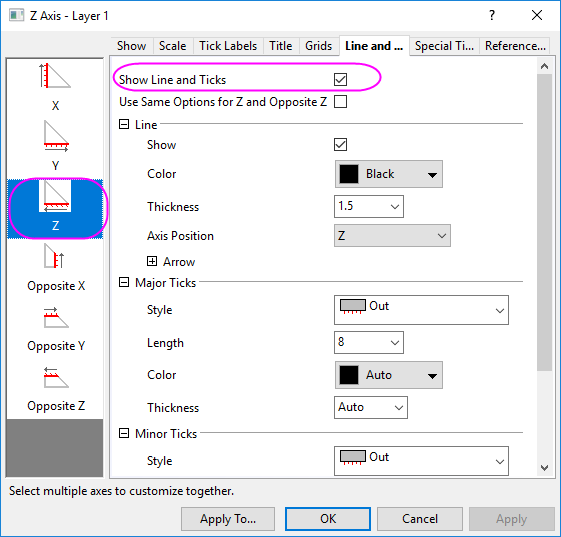 Z Axis - Layer 1
Show
Scale
Tick Labels
Title
Grids
Line and ...
Special Ti...
Reference...
X
Y
Z
Opposite X
Opposite Y
Opposite Z
Show Line and Ticks
Use Same Options for Z and Opposite Z
Line
Show
Color Black
Thickness 1.5
Axis Position Z
Arrow
Major Ticks
Style Out
Length 8
Color Auto
Thickness Auto
Minor Ticks
Style Out
Select multiple axes to customize together.
Apply To... OK Cancel Apply